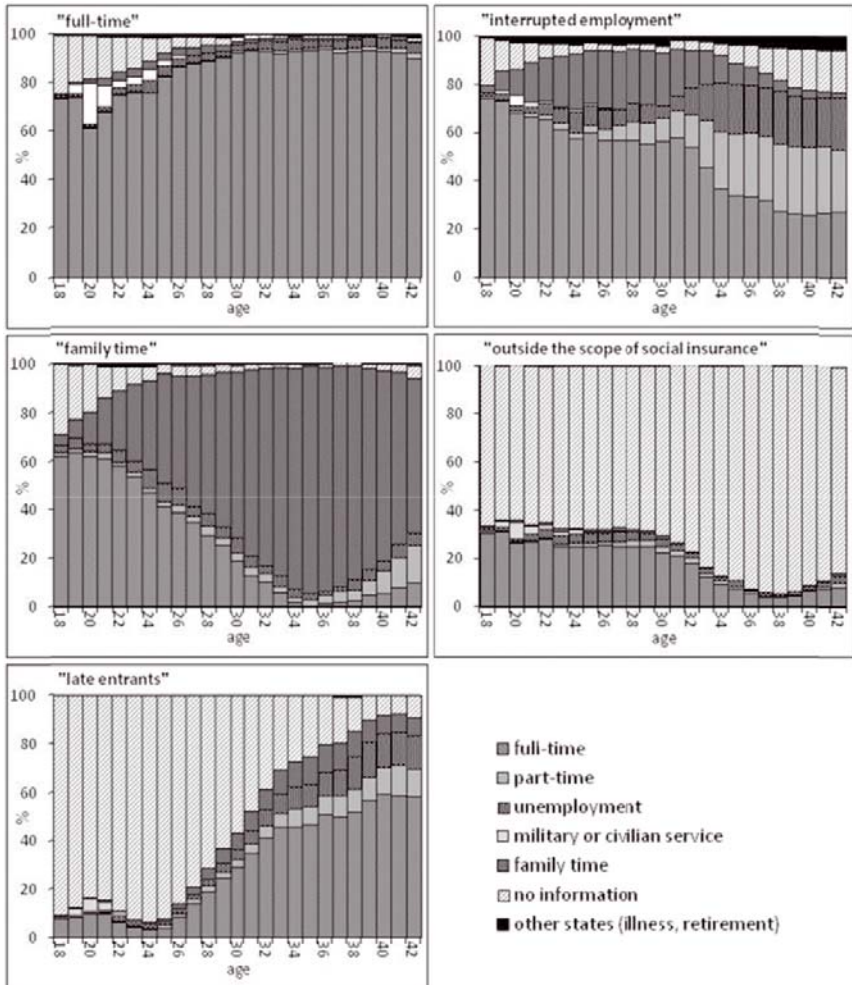 "full-time"
100
80
60
%
40
20
0
18 20 22 24 26 28 30 32 34 36 38 40 42
age
"interrupted employment"
100
80
60
%
40
20
0
18 20 22 24 26 28 30 32 34 36 38 40 42
age
"family time"
100
80
60
%
40
20
0
18 20 22 24 26 28 30 32 34 36 38 40 42
age
"outside the scope of social insurance"
100
80
60
%
40
20
0
18 20 22 24 26 28 30 32 34 36 38 40 42
age
"late entrants"
100
80
60
%
40
20
0
18 20 22 24 26 28 30 32 34 36 38 40 42
age
full-time
part-time
unemployment
military or civilian service
family time
no information
other states (illness, retirement)